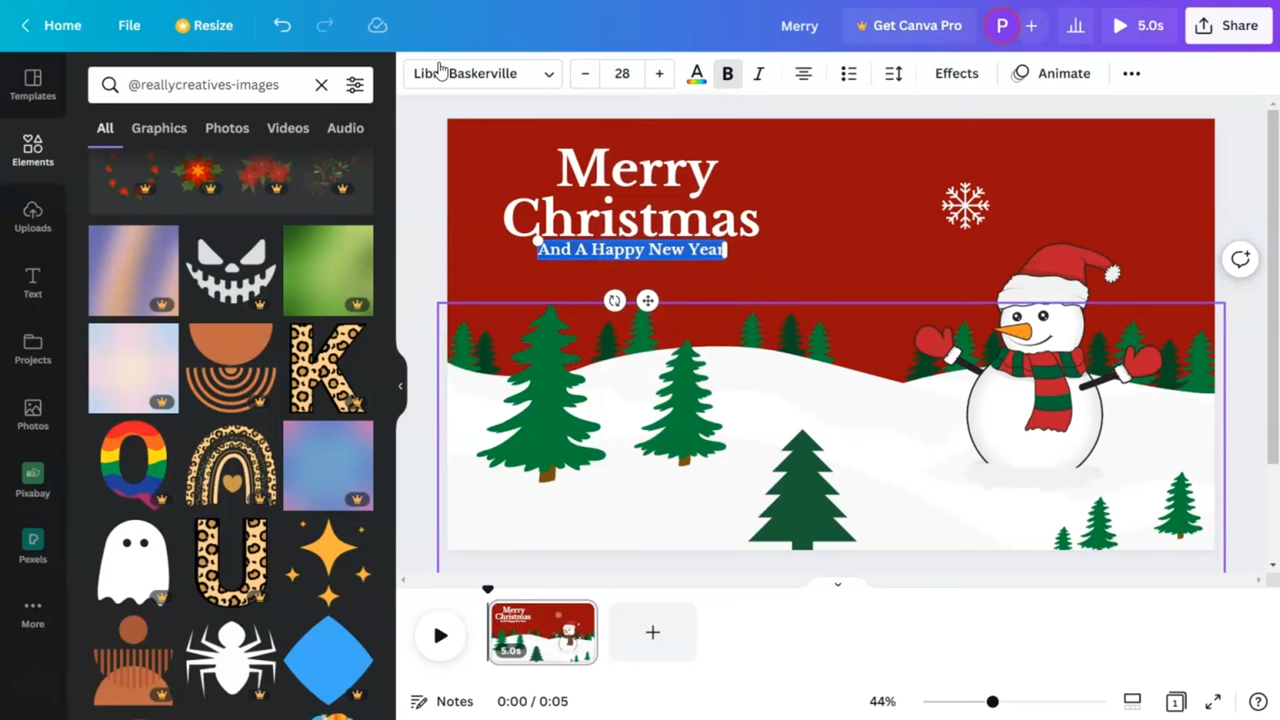 Home
File
Resize
Merry
Get Canva Pro
P
5.0s
Share
Templates
Elements
Uploads
Text
Projects
Photos
Pixabay
Pexels
More
@reallycreatives-images
All
Graphics
Photos
Videos
Audio
K
Q
U
Baskerville
28
A
B
I
Effects
Animate
Merry
Christmas
And A Happy New Year
Merry
Christmas
5.0s
Notes
0:00 / 0:05
44%
1